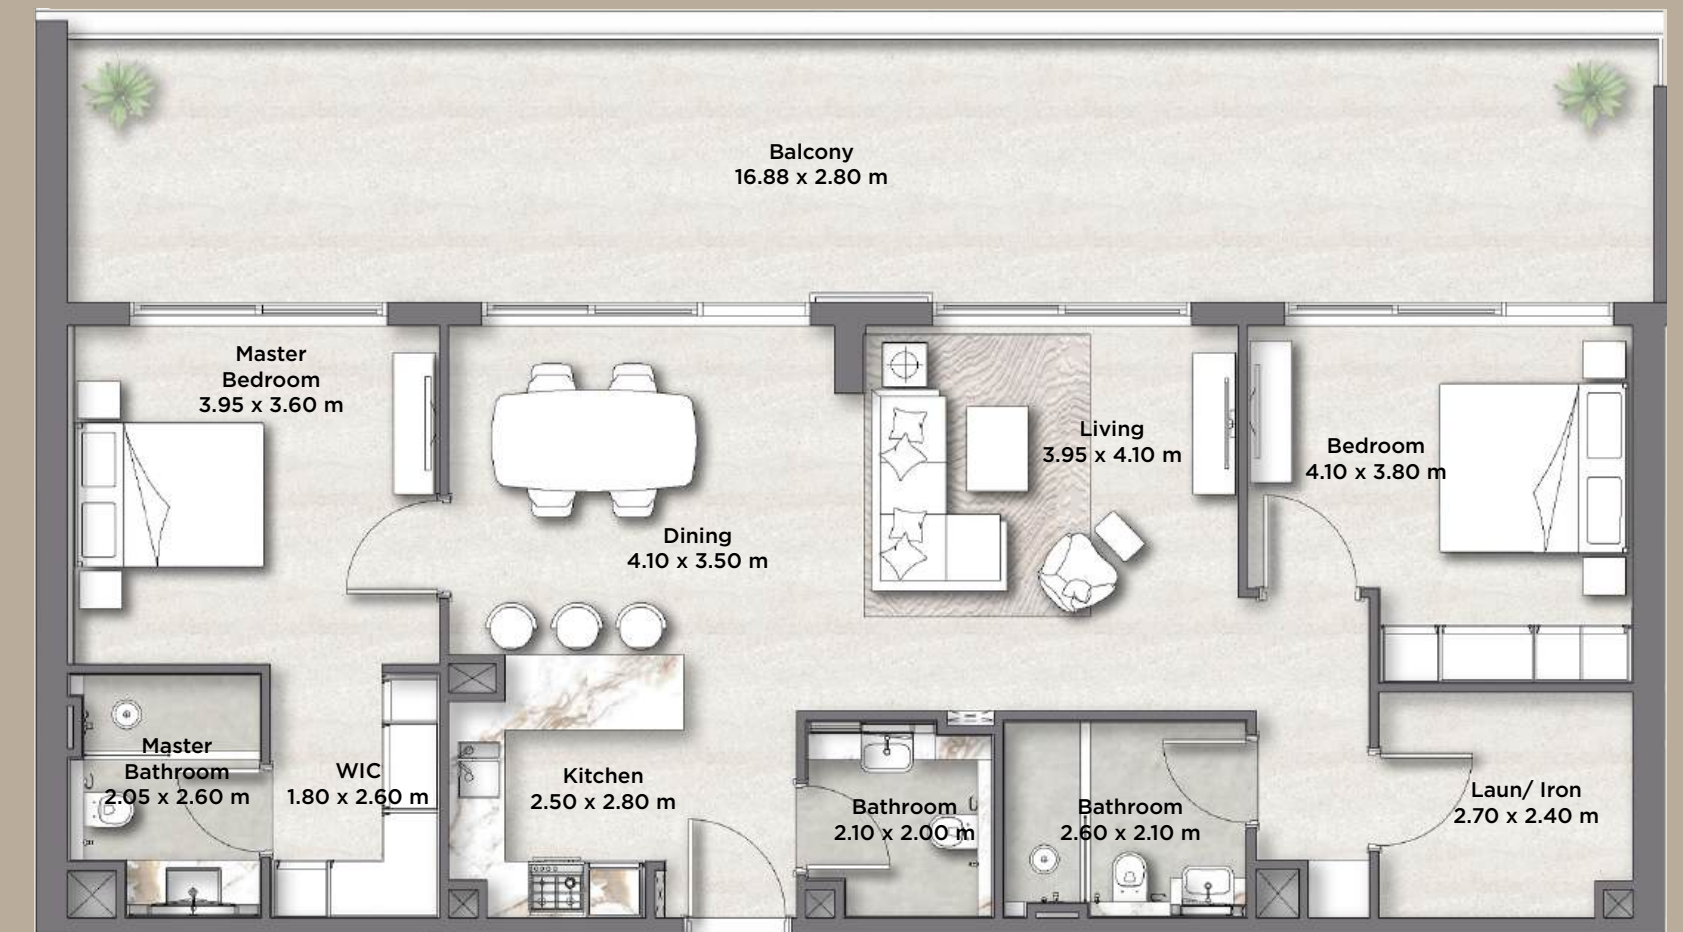 Balcony
16.88 x 2.80 m
Master
Bedroom
3.95 x 3.60 m
Living
3.95 x 4.10 m
Bedroom
4.10 x 3.80 m
Dining
4.10 x 3.50 m
Master
Bathroom
2.05 x 2.60 m
WIC
1.80 x 2.60 m
Kitchen
2.50 x 2.80 m
Bathroom
2.10 x 2.00 m
Bathroom
2.60 x 2.10 m
Laun/ Iron
2.70 x 2.40 m